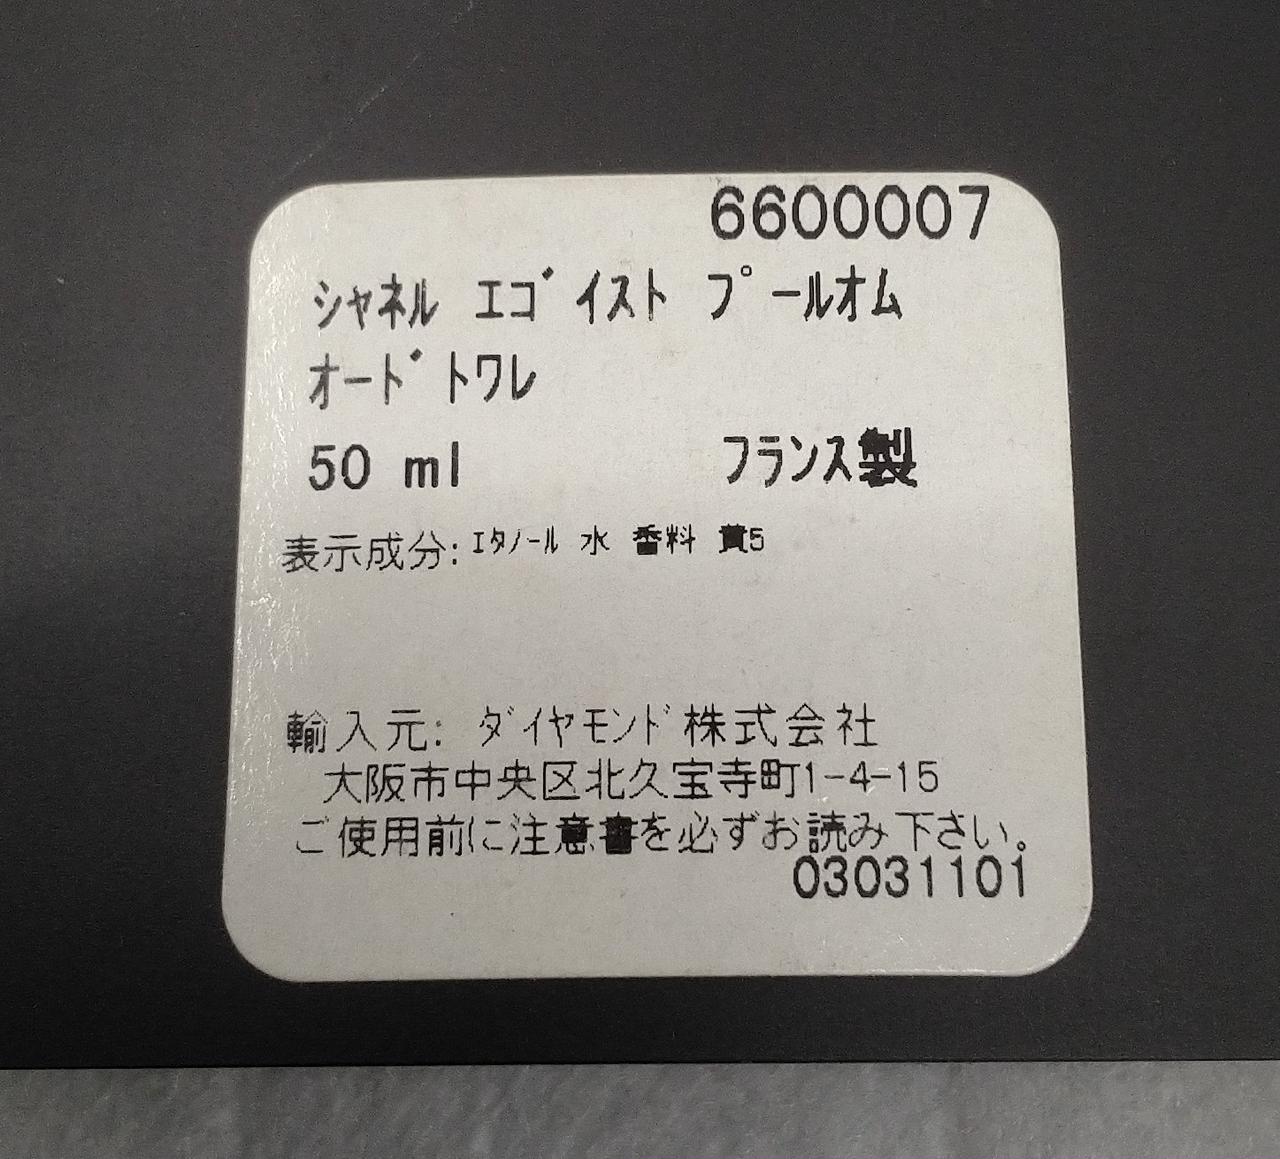 6600007
ｼｬﾈﾙ ｴｺﾞｲｽﾄ ﾌﾟｰﾙｵﾑ
ｵｰﾄﾞﾄﾜﾚ
50 ml ﾌﾗﾝｽ製
表示成分: ｴﾀﾉｰﾙ 水 香料 黄5
輸入元: ﾀﾞｲﾔﾓﾝﾄﾞ株式会社
大阪市中央区北久宝寺町1-4-15
ご使用前に注意書を必ずお読み下さい。
03031101